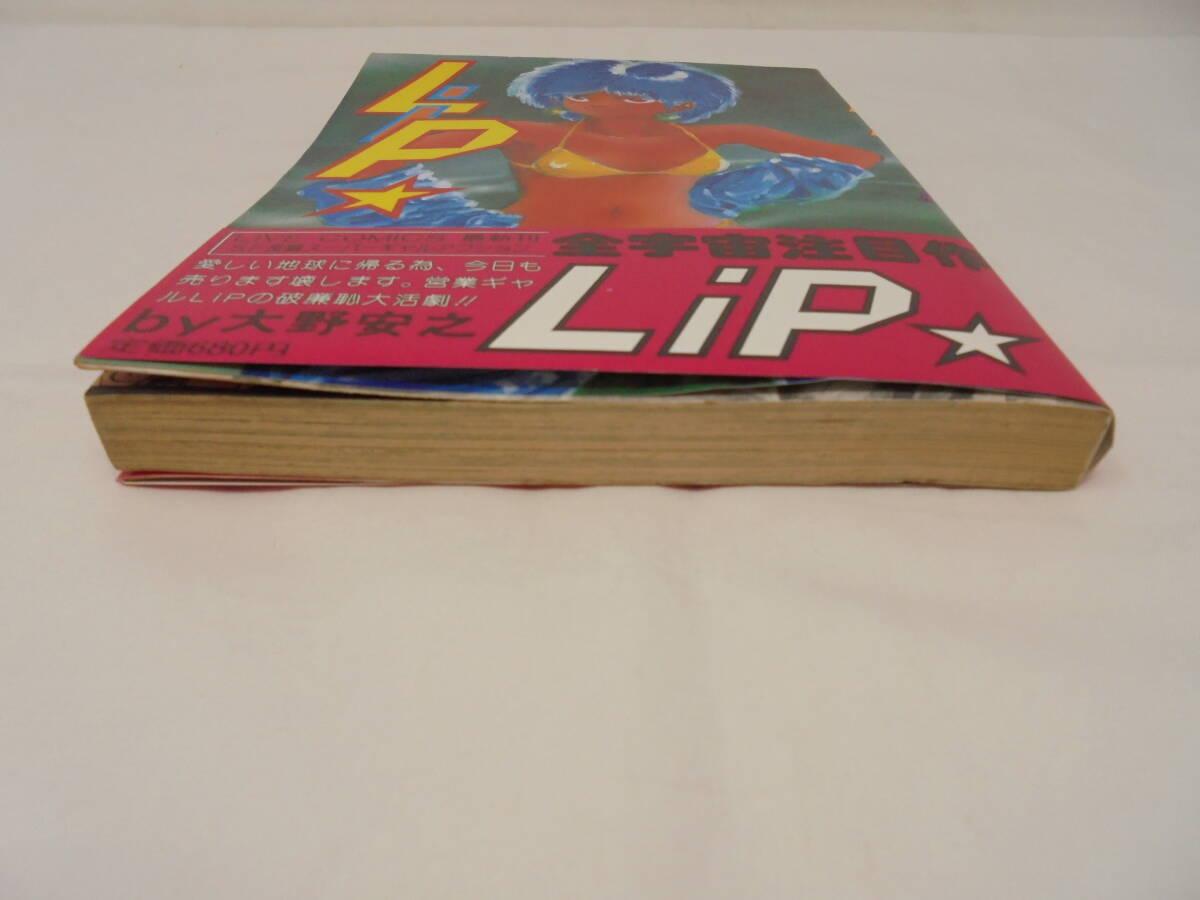 LiP☆
全宇宙注目作
愛しい地球に帰る為、今日も
売ります壊します。営業ギャ
ルLiPの破廉恥大活劇!!
LiP☆
by大野安之
定価680円